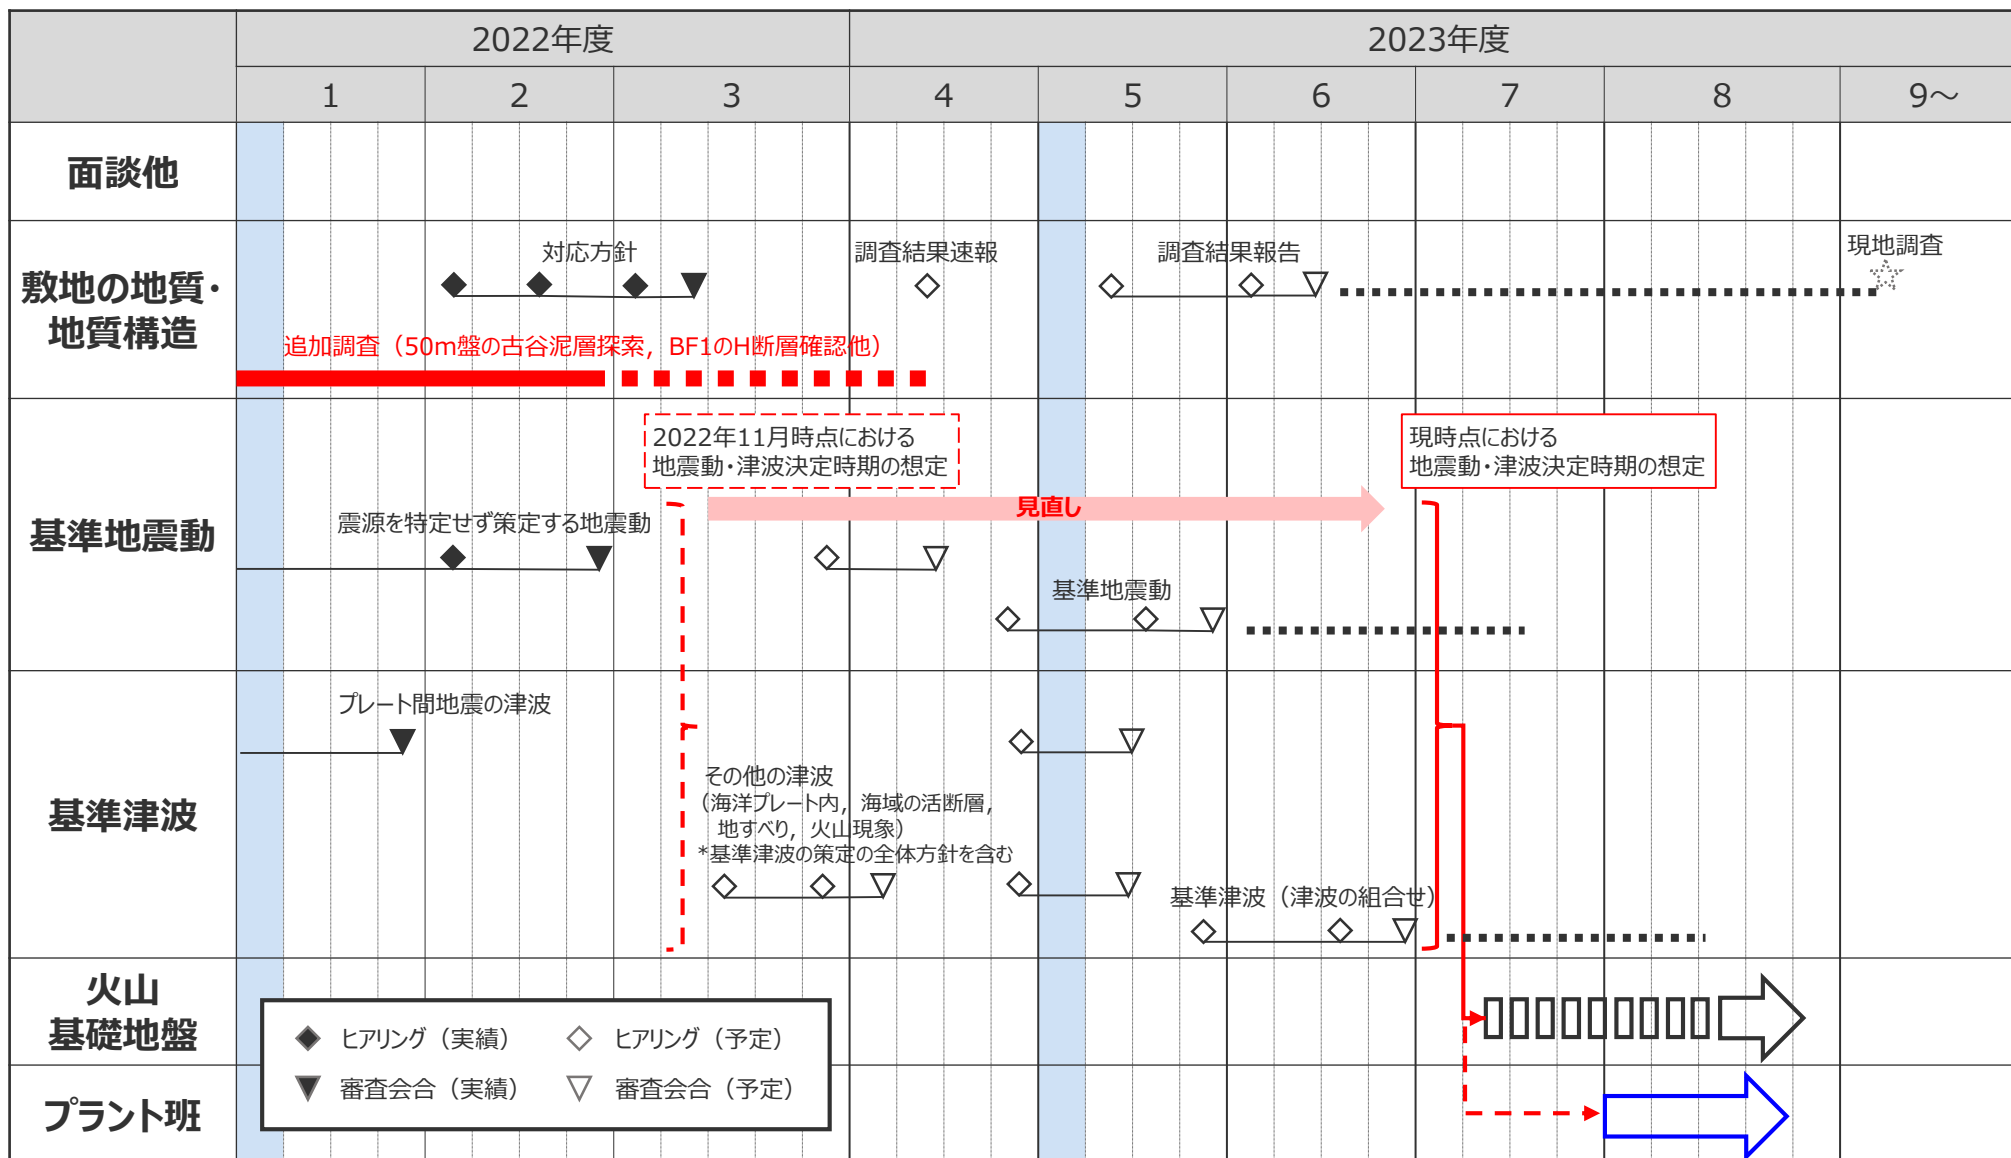 2022年度
2023年度
1
2
3
4
5
6
7
8
9～
面談他
敷地の地質・
地質構造
対応方針
調査結果速報
調査結果報告
現地調査
追加調査（50m盤の古谷泥層探索，BF1のH断層確認他）
2022年11月時点における
地震動・津波決定時期の想定
現時点における
地震動・津波決定時期の想定
見直し
基準地震動
震源を特定せず策定する地震動
基準地震動
基準津波
プレート間地震の津波
その他の津波
（海洋プレート内，海域の活断層，
地すべり，火山現象）
*基準津波の策定の全体方針を含む
基準津波（津波の組合せ）
火山
基礎地盤
プラント班
ヒアリング（実績）
ヒアリング（予定）
審査会合（実績）
審査会合（予定）